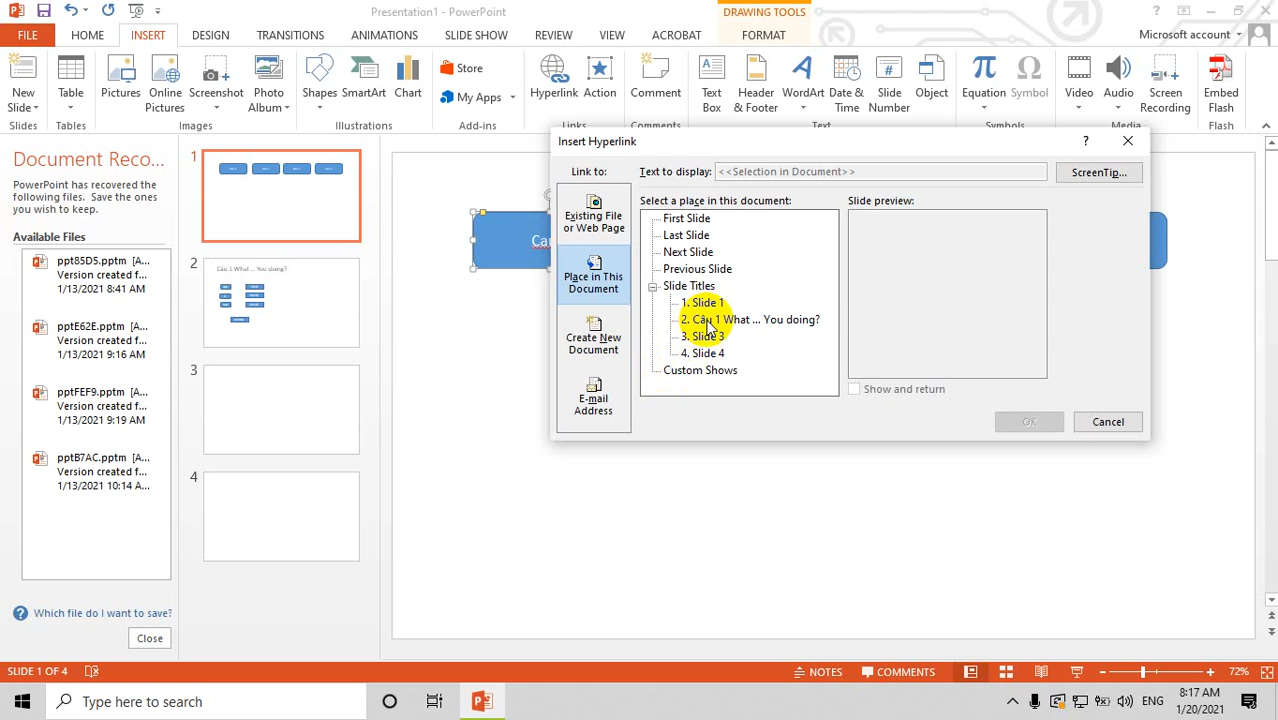 Presentation1 - PowerPoint
DRAWING TOOLS
FILE
HOME
INSERT
DESIGN
TRANSITIONS
ANIMATIONS
SLIDE SHOW
REVIEW
VIEW
ACROBAT
FORMAT
Microsoft account
New
Slide
Table
Pictures
Online
Pictures
Screenshot
Photo
Album
Shapes
SmartArt
Chart
Store
My Apps
Hyperlink
Action
Comment
Text
Box
Header
& Footer
WordArt
Date &
Time
Slide
Number
Object
Equation
Symbol
Video
Audio
Screen
Recording
Embed
Flash
Slides
Tables
Images
Illustrations
Add-ins
Links
Comments
Text
Symbols
Media
Flash
Document Reco...
PowerPoint has recovered the
following files. Save the ones
you wish to keep.
Available Files
ppt85D5.pptm [A...
Version created f...
1/13/2021 8:41 AM
pptE62E.pptm [A...
Version created f...
1/13/2021 9:16 AM
pptFEF9.pptm [A...
Version created f...
1/13/2021 9:19 AM
pptB7AC.pptm [A...
Version created f...
1/13/2021 10:14 A...
Which file do I want to save?
Close
1
2
Câu 1 What ... You doing?
3
4
Insert Hyperlink
Link to:
Text to display:
<<Selection in Document>>
ScreenTip...
Existing File
or Web Page
Place in This
Document
Create New
Document
E-mail
Address
Select a place in this document:
First Slide
Last Slide
Next Slide
Previous Slide
Slide Titles
1. Slide 1
2. Câu 1 What ... You doing?
3. Slide 3
4. Slide 4
Custom Shows
Slide preview:
Show and return
OK
Cancel
SLIDE 1 OF 4
NOTES
COMMENTS
72%
Type here to search
ENG
8:17 AM
1/20/2021